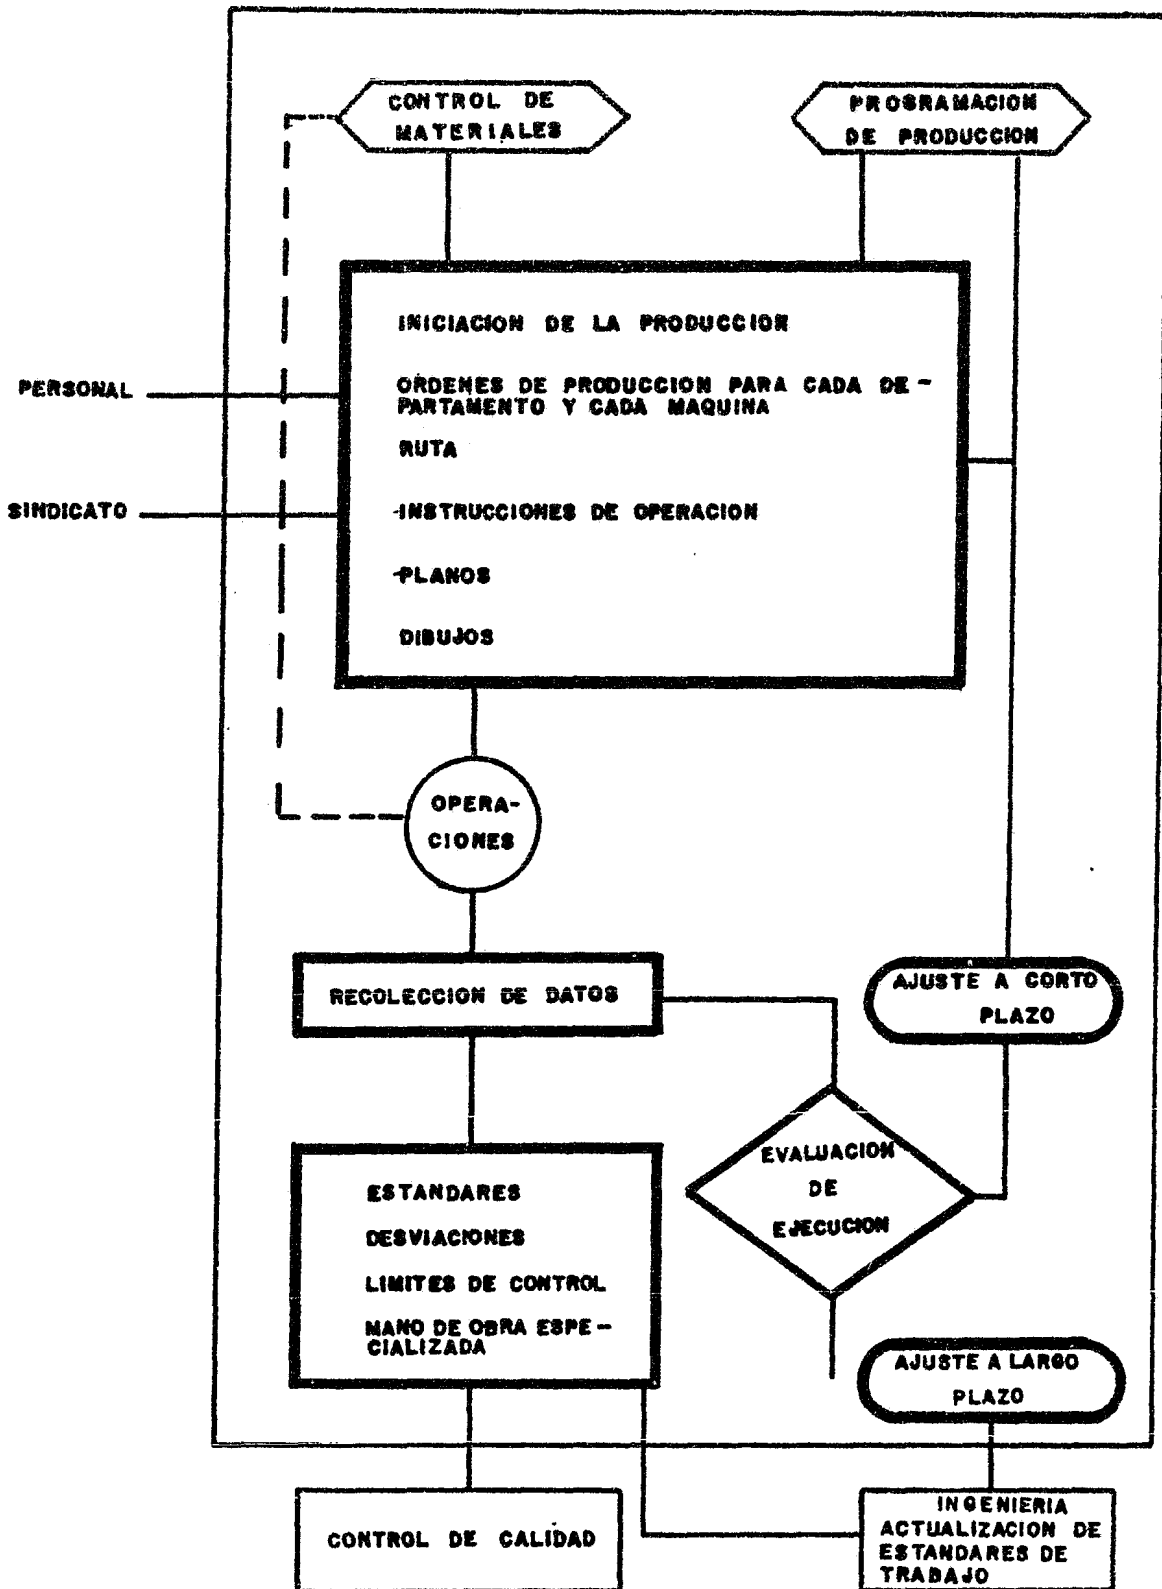 CONTROL DE
MATERIALES
PROGRAMACION
DE PRODUCCION
INICIACION DE LA PRODUCCION
PERSONAL
ORDENES DE PRODUCCION PARA CADA DE-
PARTAMENTO Y CADA MAQUINA
RUTA
SINDICATO
-INSTRUCCIONES DE OPERACION
-PLANOS
DIBUJOS
OPERA-
CIONES
RECOLECCION DE DATOS
AJUSTE A CORTO
PLAZO
EVALUACION
DE
EJECUCION
ESTANDARES
DESVIACIONES
LIMITES DE CONTROL
MANO DE OBRA ESPE-
CIALIZADA
AJUSTE A LARGO
PLAZO
CONTROL DE CALIDAD
INGENIERIA
ACTUALIZACION DE
ESTANDARES DE
TRABAJO